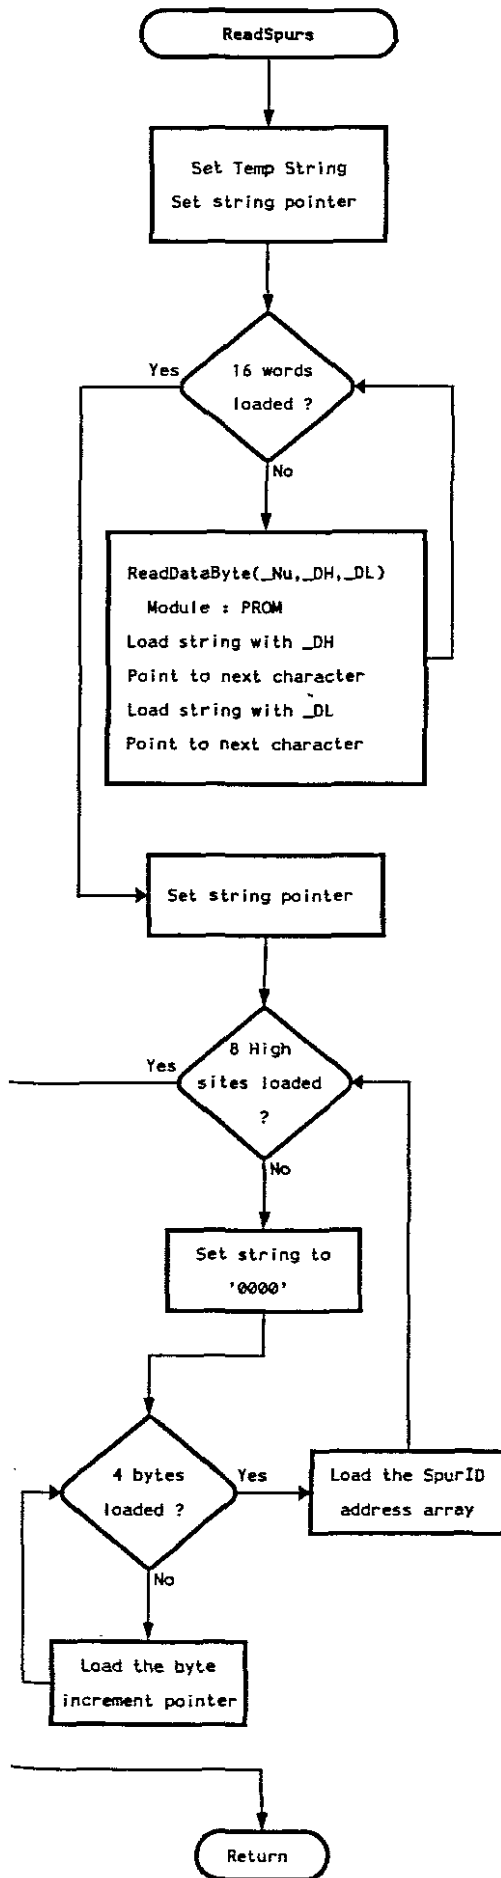 ReadSpurs
Set Temp String
Set string pointer
Yes
16 words
loaded ?
No
ReadDataByte(_Nu,_DH,_DL)
Module : PROM
Load string with _DH
Point to next character
Load string with _DL
Point to next character
Set string pointer
Yes
8 High
sites loaded
?
No
Set string to
'0000'
4 bytes
loaded ?
Yes
Load the SpurID
address array
No
Load the byte
increment pointer
Return